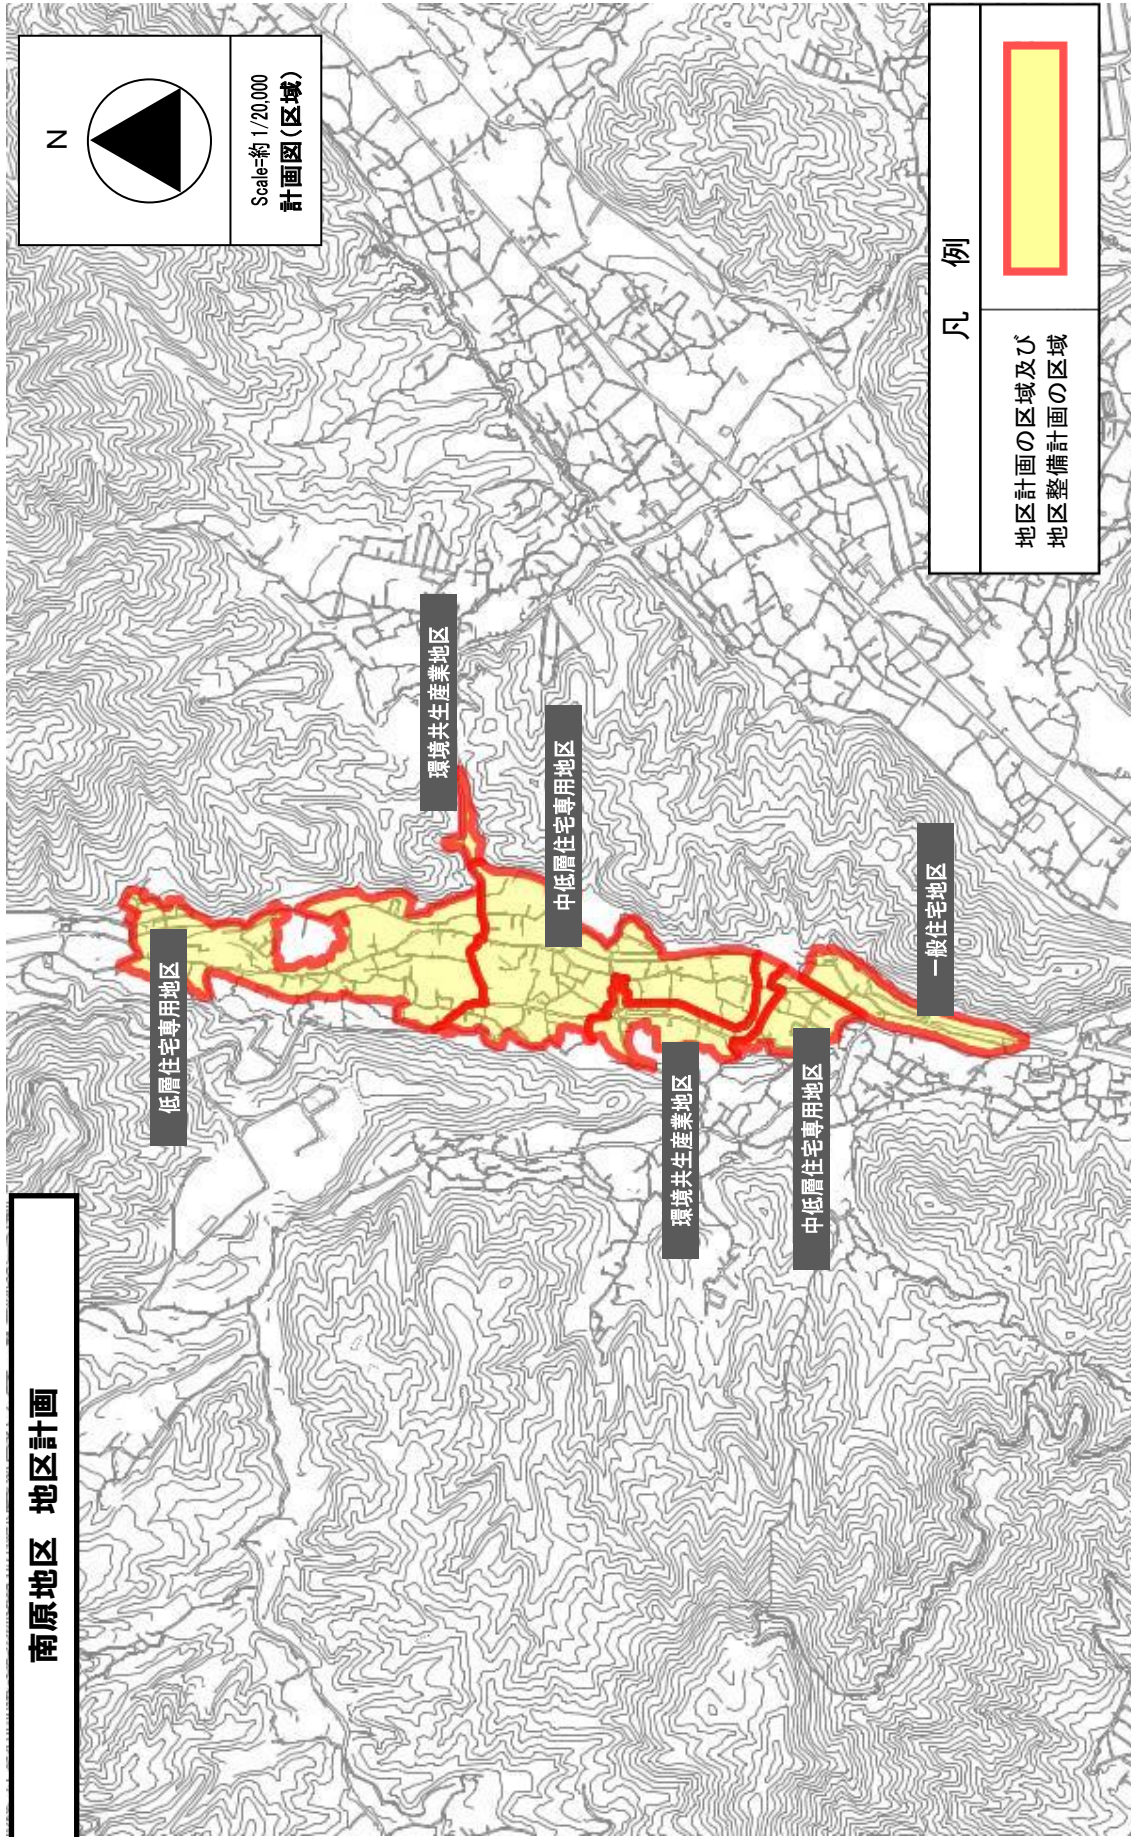 南原地区 地区計画
N
Scale=約 1/20,000
計画図(区域)
凡 例
地区計画の区域及び
地区整備計画の区域
低層住宅専用地区
環境共生産業地区
中低層住宅専用地区
環境共生産業地区
中低層住宅専用地区
一般住宅地区